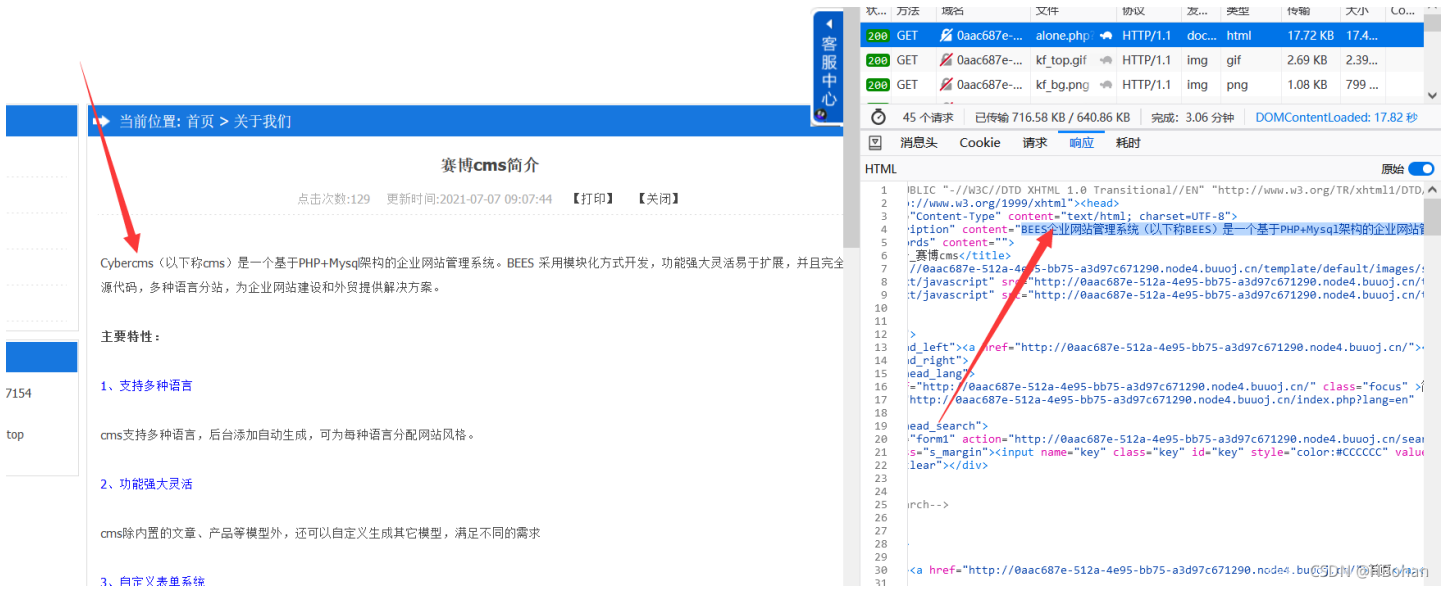 客服中心
当前位置: 首页 > 关于我们
赛博cms简介
点击次数:129 更新时间:2021-07-07 09:07:44 【打印】 【关闭】
Cybercms（以下称cms）是一个基于PHP+Mysql架构的企业网站管理系统。BEES 采用模块化方式开发，功能强大灵活易于扩展，并且完全
源代码，多种语言分站，为企业网站建设和外贸提供解决方案。
主要特性：
1、支持多种语言
cms支持多种语言，后台添加自动生成，可为每种语言分配网站风格。
2、功能强大灵活
cms除内置的文章、产品等模型外，还可以自定义生成其它模型，满足不同的需求
3、自定义表单系统
7154
top
状... 方法 域名 文件 协议 发... 类型 传输 大小 Co...
200 GET 0aac687e-... alone.php? HTTP/1.1 doc... html 17.72 KB 17.4...
200 GET 0aac687e-... kf_top.gif HTTP/1.1 img gif 2.69 KB 2.39...
200 GET 0aac687e-... kf_bg.png HTTP/1.1 img png 1.08 KB 799 ...
45 个请求 已传输 716.58 KB / 640.86 KB 完成: 3.06 分钟 DOMContentLoaded: 17.82 秒
消息头 Cookie 请求 响应 耗时
HTML 原始
1 UBLIC "-//W3C//DTD XHTML 1.0 Transitional//EN" "http://www.w3.org/TR/xhtml1/DTD/
2 ://www.w3.org/1999/xhtml"><head>
3 "Content-Type" content="text/html; charset=UTF-8">
4 ription" content="BEES企业网站管理系统（以下称BEES）是一个基于PHP+Mysql架构的企业网站管
5 ords" content="">
6 _赛博cms</title>
7 //0aac687e-512a-4e95-bb75-a3d97c671290.node4.buuoj.cn/template/default/images/s
8 xt/javascript" src="http://0aac687e-512a-4e95-bb75-a3d97c671290.node4.buuoj.cn/t
9 xt/javascript" src="http://0aac687e-512a-4e95-bb75-a3d97c671290.node4.buuoj.cn/t
10
11
12 >
13 ad_left"><a href="http://0aac687e-512a-4e95-bb75-a3d97c671290.node4.buuoj.cn/"><
14 ad_right">
15 head_lang">
16 f="http://0aac687e-512a-4e95-bb75-a3d97c671290.node4.buuoj.cn/" class="focus" >
17 "http://0aac687e-512a-4e95-bb75-a3d97c671290.node4.buuoj.cn/index.php?lang=en"
18
19 head_search">
20 "form1" action="http://0aac687e-512a-4e95-bb75-a3d97c671290.node4.buuoj.cn/sear
21 ss="s_margin"><input name="key" class="key" id="key" style="color:#CCCCCC" valu
22 clear"></div>
23
24
25 arch-->
26
27
28
29
30 <a href="http://0aac687e-512a-4e95-bb75-a3d97c671290.node4.buuoj.cn/">首页</a>
31